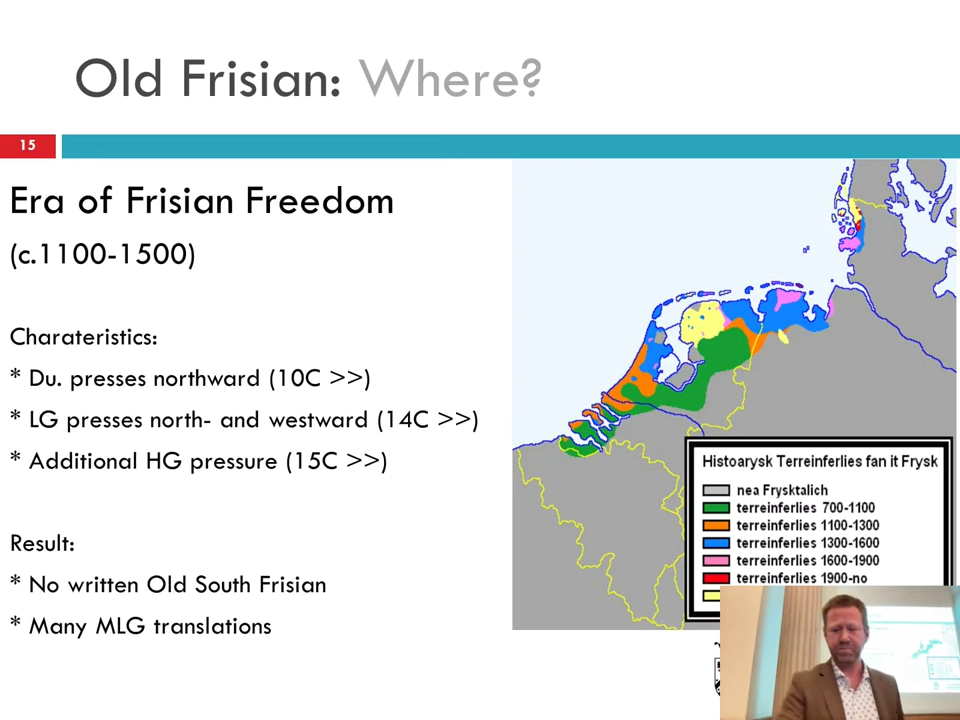 Old Frisian: Where?
15
Era of Frisian Freedom
(c.1100-1500)
Charateristics:
* Du. presses northward (10C >>)
* LG presses north- and westward (14C >>)
* Additional HG pressure (15C >>)
Result:
* No written Old South Frisian
* Many MLG translations
Histoarysk Terreinferlies fan it Frysk
nea Frysktalich
terreinferlies 700-1100
terreinferlies 1100-1300
terreinferlies 1300-1600
terreinferlies 1600-1900
terreinferlies 1900-no